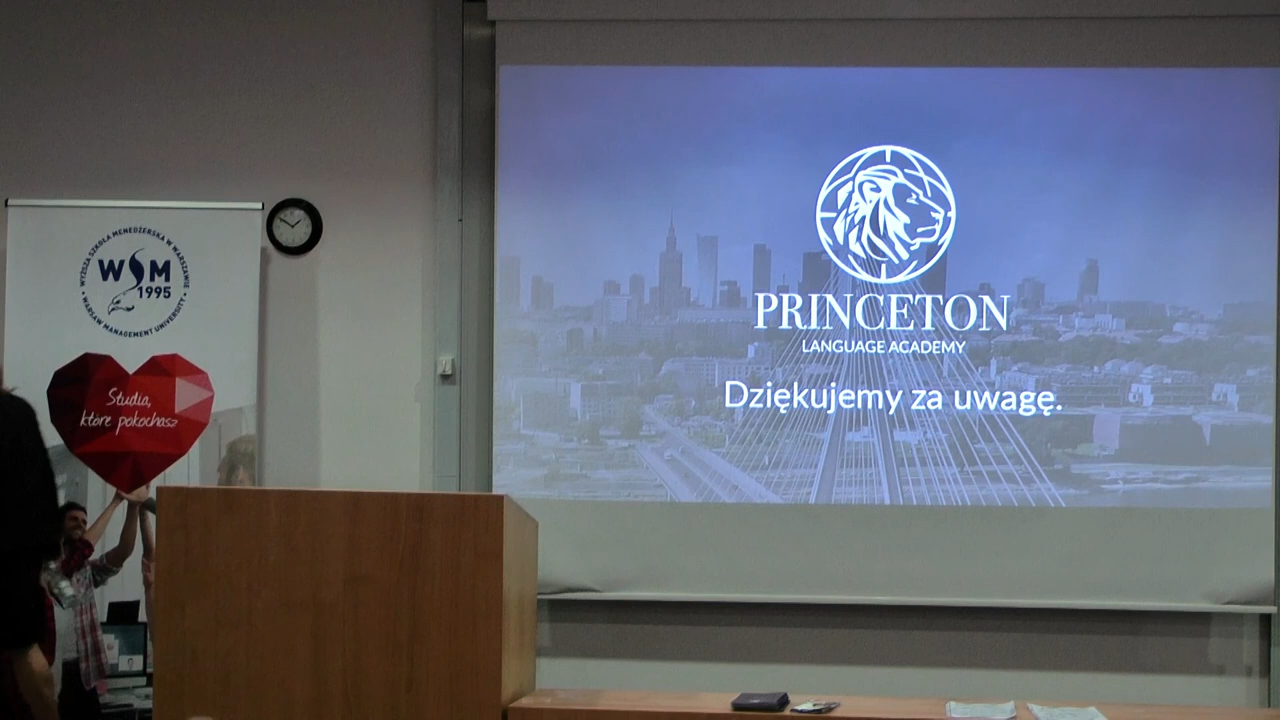 WYŻSZA SZKOŁA MENEDŻERSKA W WARSZAWIE
WSM
1995
• WARSAW MANAGEMENT UNIVERSITY •
Studia,
które pokochasz
PRINCETON
LANGUAGE ACADEMY
Dziękujemy za uwagę.